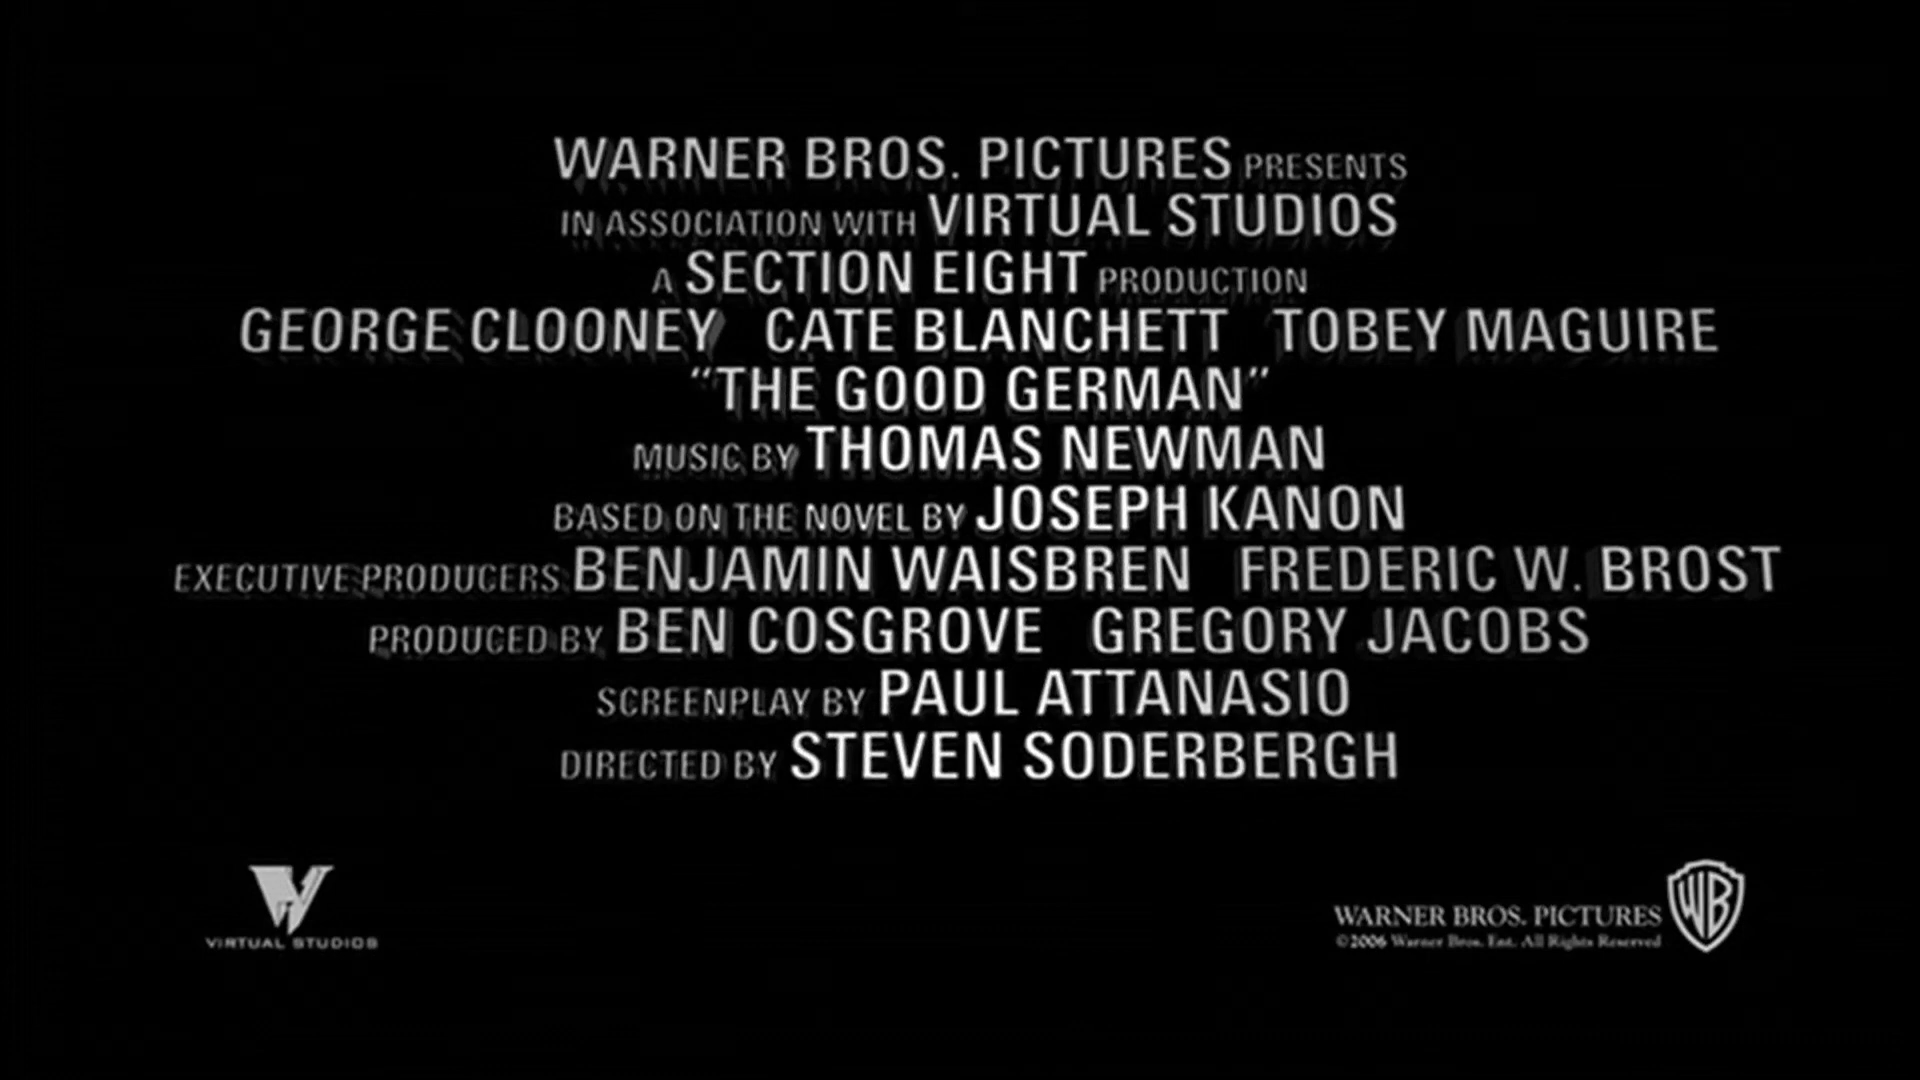 WARNER BROS. PICTURES PRESENTS
IN ASSOCIATION WITH VIRTUAL STUDIOS
A SECTION EIGHT PRODUCTION
GEORGE CLOONEY CATE BLANCHETT TOBEY MAGUIRE
“THE GOOD GERMAN”
MUSIC BY THOMAS NEWMAN
BASED ON THE NOVEL BY JOSEPH KANON
EXECUTIVE PRODUCERS BENJAMIN WAISBREN FREDERIC W. BROST
PRODUCED BY BEN COSGROVE GREGORY JACOBS
SCREENPLAY BY PAUL ATTANASIO
DIRECTED BY STEVEN SODERBERGH
VIRTUAL STUDIOS
WARNER BROS. PICTURES
©2006 Warner Bros. Ent. All Rights Reserved
WB